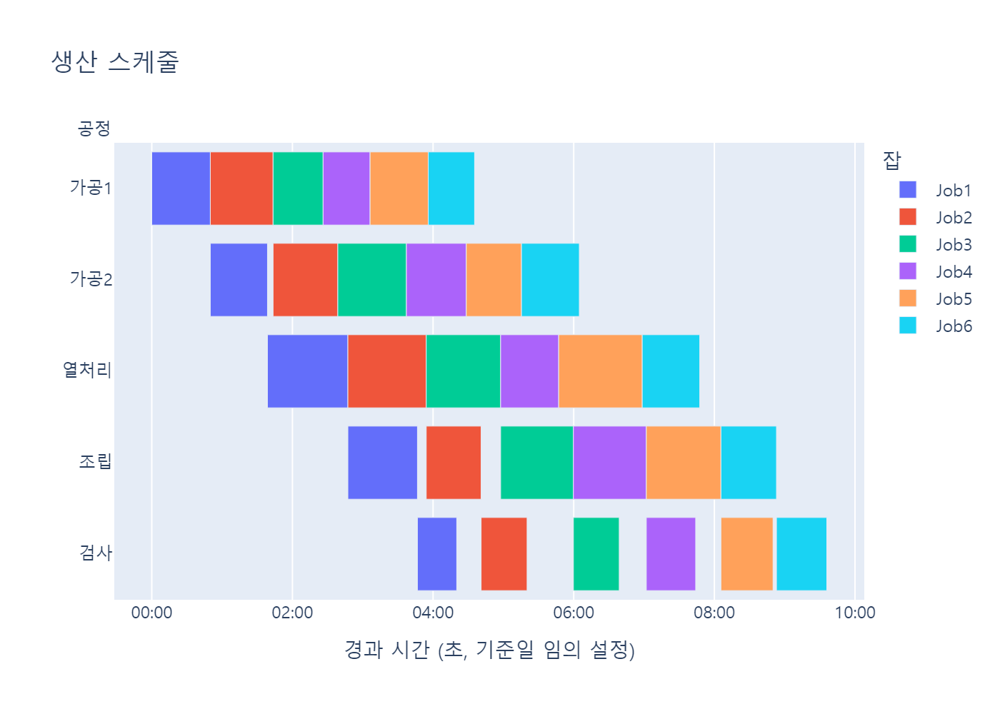 생산 스케줄
공정
가공1
가공2
열처리
조립
검사
00:00
02:00
04:00
06:00
08:00
10:00
경과 시간 (초, 기준일 임의 설정)
잡
Job1
Job2
Job3
Job4
Job5
Job6